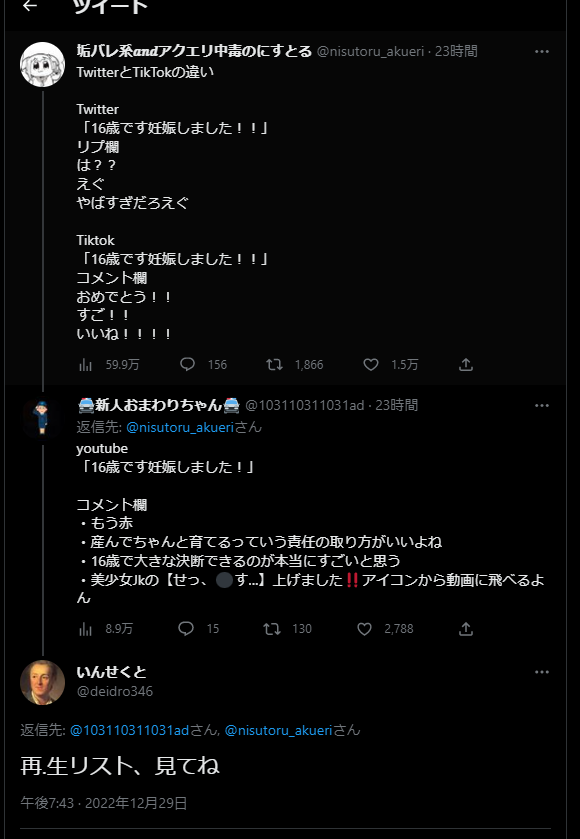 ツイート
垢バレ系andアクエリ中毒のにすとる @nisutoru_akueri · 23時間
TwitterとTikTokの違い
Twitter
「16歳です妊娠しました！！」
リプ欄
は？？
えぐ
やばすぎだろえぐ
Tiktok
「16歳です妊娠しました！！」
コメント欄
おめでとう！！
すご！！
いいね！！！！
59.9万 156 1,866 1.5万
🚔新人おまわりちゃん🚔 @103110311031ad · 23時間
返信先: @nisutoru_akueriさん
youtube
「16歳です妊娠しました！」
コメント欄
・もう赤
・産んでちゃんと育てるっていう責任の取り方がいいよね
・16歳で大きな決断できるのが本当にすごいと思う
・美少女Jkの【せっ、🌑す...】上げました‼️アイコンから動画に飛べるよ
ん
8.9万 15 130 2,788
いんせくと
@deidro346
返信先: @103110311031adさん, @nisutoru_akueriさん
再.生リスト、見てね
午後7:43 · 2022年12月29日